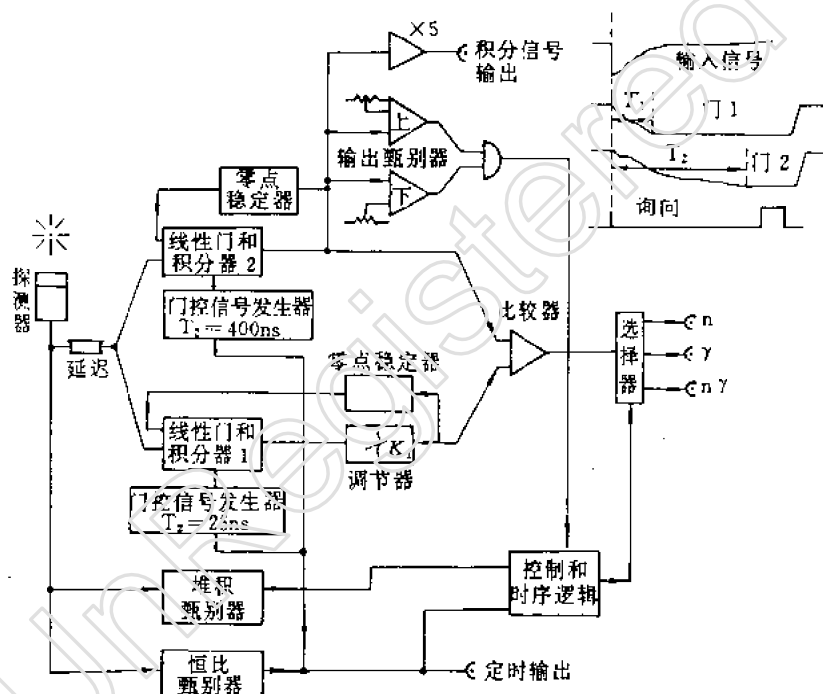 ×5
积分信号
输出
输入信号
T₁
门1
T₂
门2
询问
上
输出甄别器
下
零点
稳定器
线性门和
积分器2
门控信号发生器
T₁=400ns
探
测
器
延迟
比较器
选
择
器
n
γ
nγ
零点稳定器
线性门和
积分器1
K
调节器
门控信号发生器
控制和
时序逻辑
堆积
甄别器
恒比
甄别器
定时输出
UnRegistered